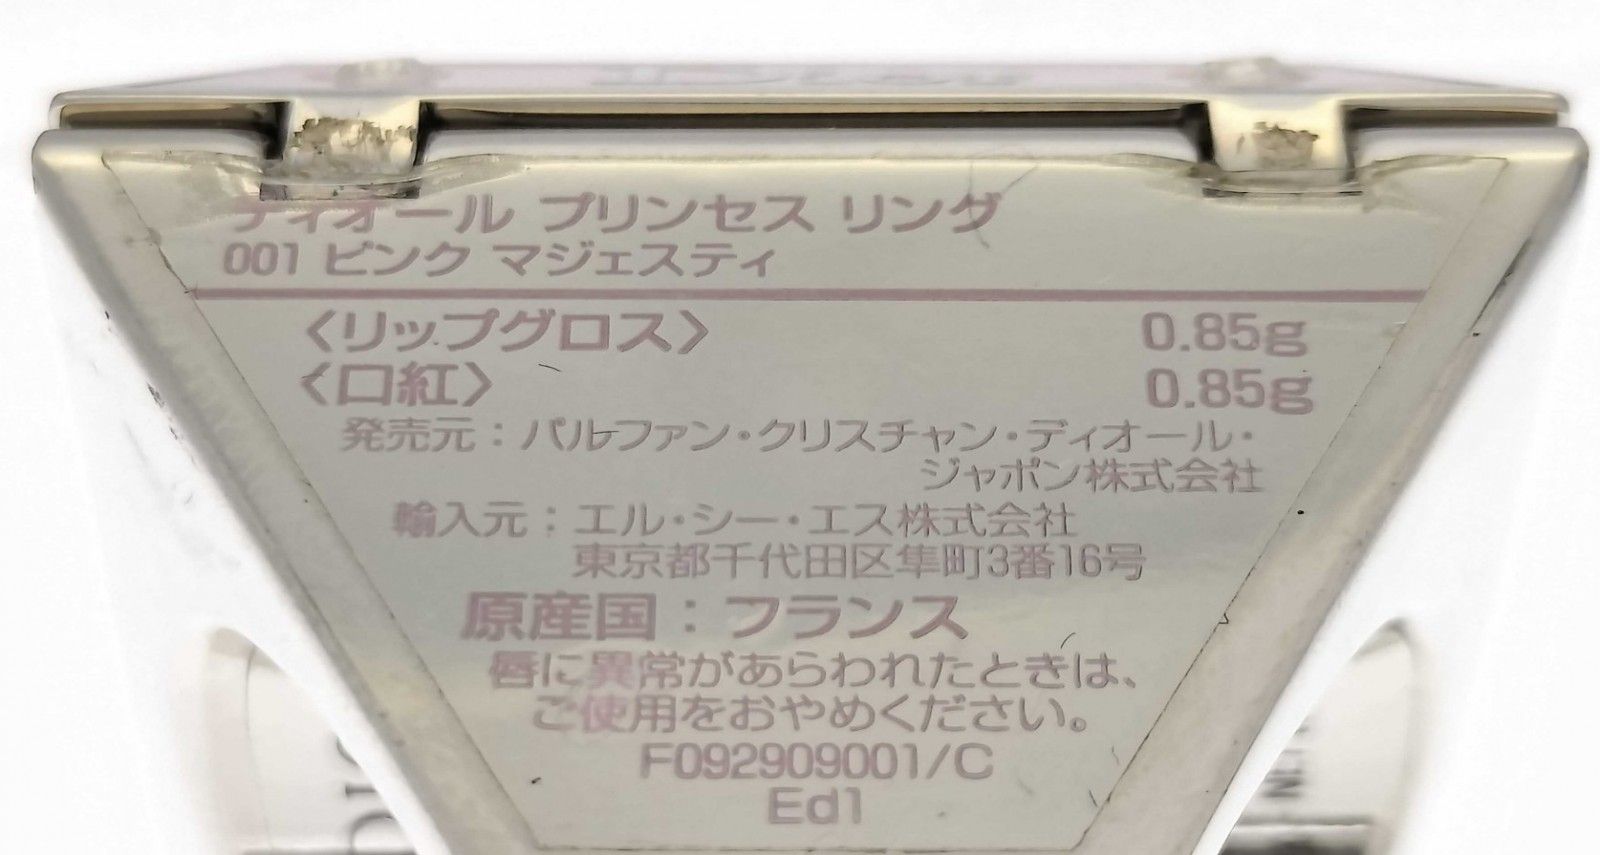 ディオール プリンセス リング
001 ピンク マジェスティ
〈リップグロス〉 0.85g
〈口紅〉 0.85g
発売元：パルファン・クリスチャン・ディオール・
ジャポン株式会社
輸入元：エル・シー・エス株式会社
東京都千代田区隼町3番16号
原産国：フランス
唇に異常があらわれたときは、
ご使用をおやめください。
F092909001/C
Ed1